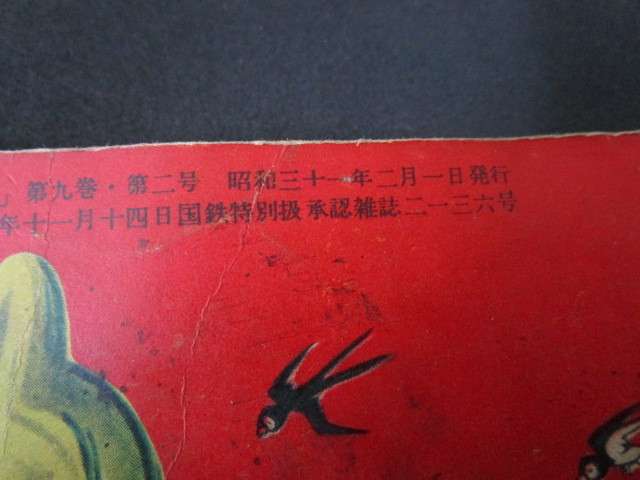 」 第九巻・第二号 昭和三十一年二月一日発行
年十一月十四日国鉄特別扱承認雑誌二一三六号